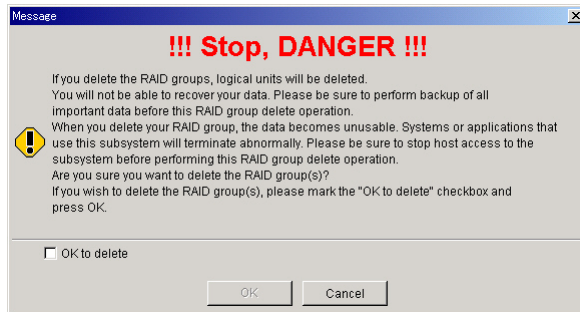 Message
!!! Stop, DANGER !!!
If you delete the RAID groups, logical units will be deleted.
You will not be able to recover your data. Please be sure to perform backup of all
important data before this RAID group delete operation.
When you delete your RAID group, the data becomes unusable. Systems or applications that
use this subsystem will terminate abnormally. Please be sure to stop host access to the
subsystem before performing this RAID group delete operation.
Are you sure you want to delete the RAID group(s)?
If you wish to delete the RAID group(s), please mark the "OK to delete" checkbox and
press OK.
OK to delete
OK Cancel